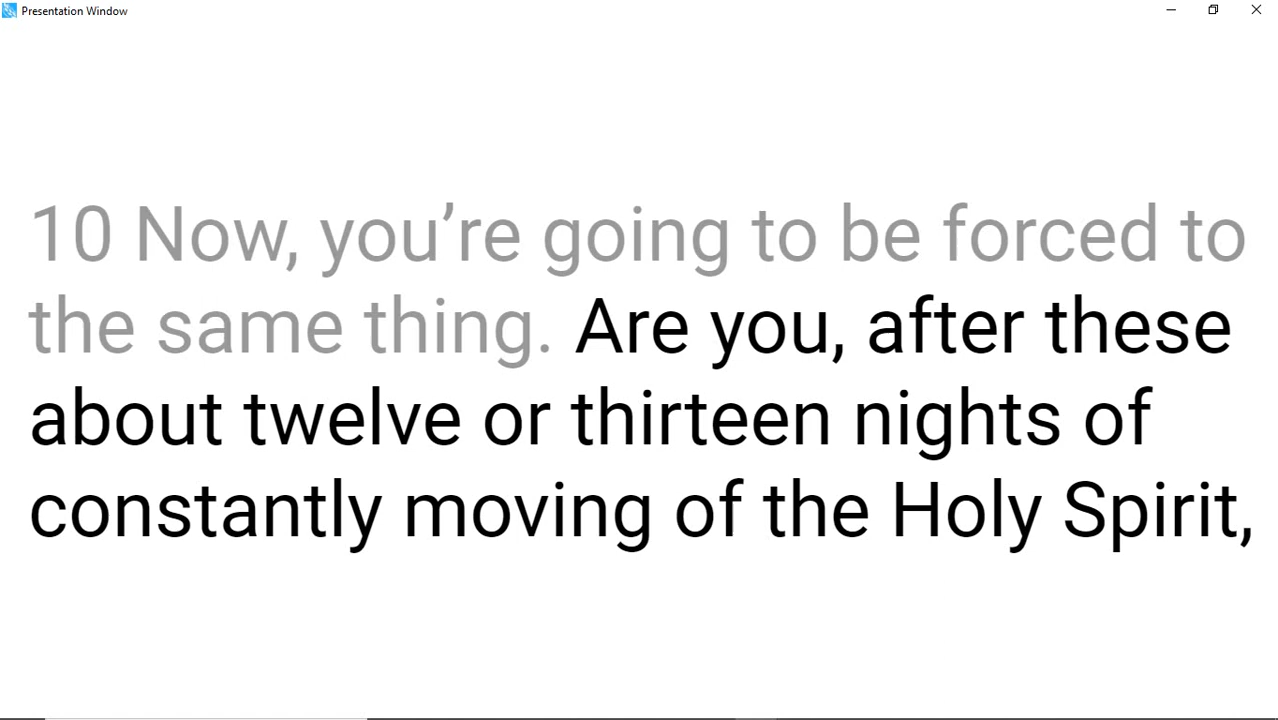 Presentation Window
10 Now, you’re going to be forced to
the same thing. Are you, after these
about twelve or thirteen nights of
constantly moving of the Holy Spirit,